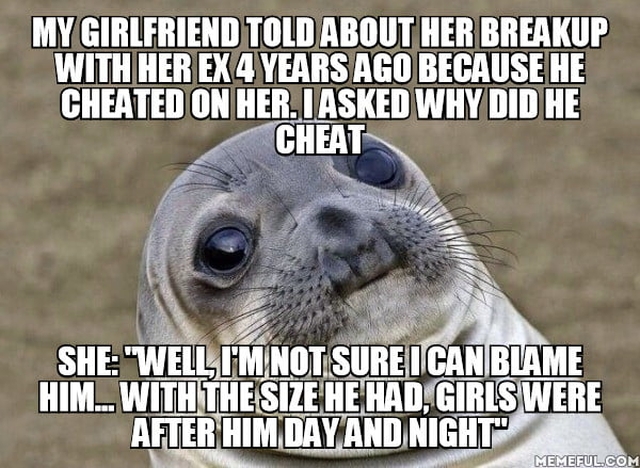 MY GIRLFRIEND TOLD ABOUT HER BREAKUP
WITH HER EX 4 YEARS AGO BECAUSE HE
CHEATED ON HER. I ASKED WHY DID HE
CHEAT
SHE: "WELL, I'M NOT SURE I CAN BLAME
HIM... WITH THE SIZE HE HAD, GIRLS WERE
AFTER HIM DAY AND NIGHT"
MEMEFUL.COM